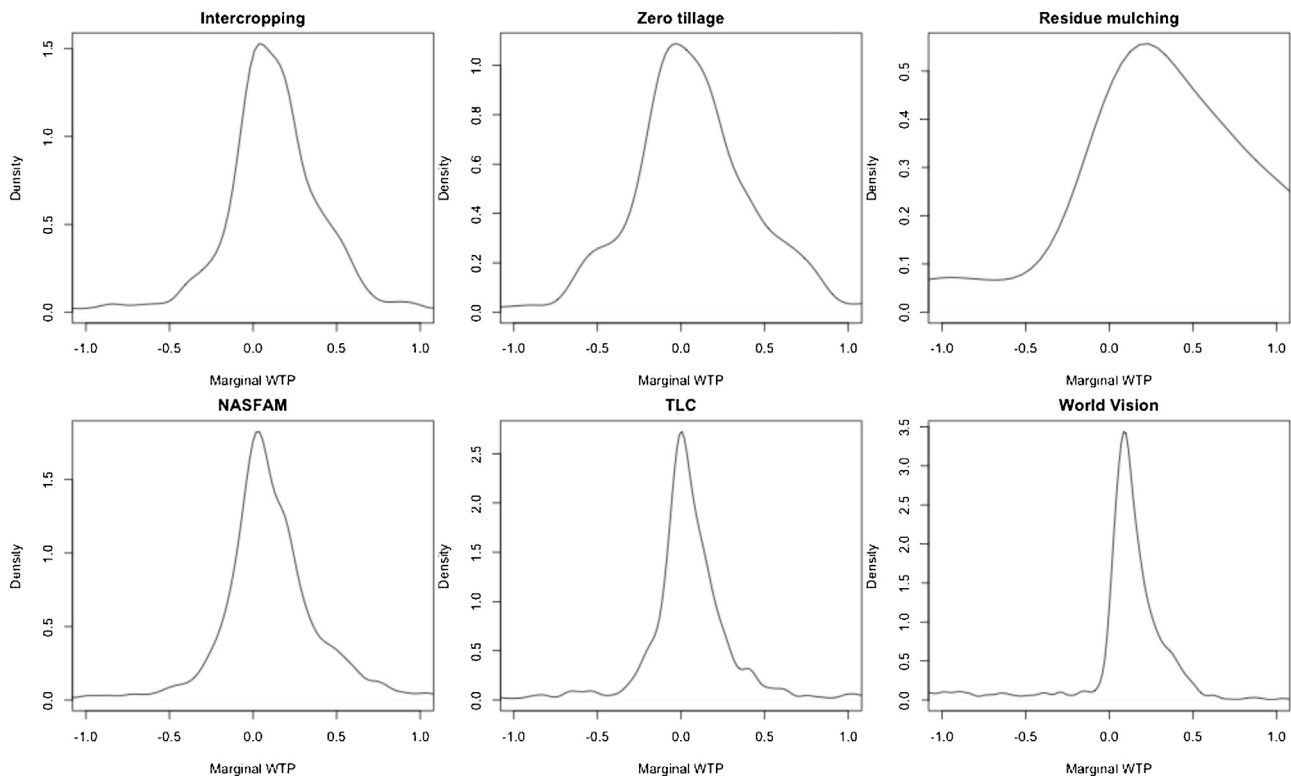 Intercropping
Density
0.0 0.5 1.0 1.5
-1.0 -0.5 0.0 0.5 1.0
Marginal WTP
Zero tillage
Density
0.0 0.2 0.4 0.6 0.8 1.0
-1.0 -0.5 0.0 0.5 1.0
Marginal WTP
Residue mulching
Density
0.0 0.1 0.2 0.3 0.4 0.5
-1.0 -0.5 0.0 0.5 1.0
Marginal WTP
NASFAM
Density
0.0 0.5 1.0 1.5
-1.0 -0.5 0.0 0.5 1.0
Marginal WTP
TLC
Density
0.0 0.5 1.0 1.5 2.0 2.5
-1.0 -0.5 0.0 0.5 1.0
Marginal WTP
World Vision
Density
0.0 0.5 1.0 1.5 2.0 2.5 3.0 3.5
-1.0 -0.5 0.0 0.5 1.0
Marginal WTP